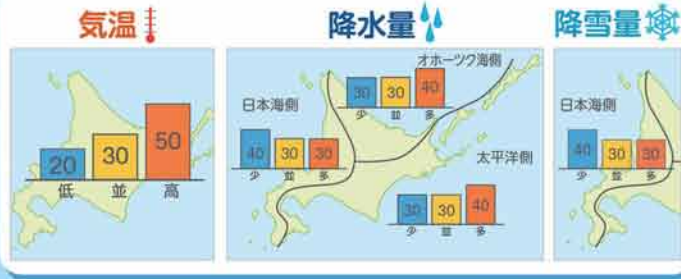 気温
20 30 50
低 並 高
降水量
オホーツク海側
30 30 40
少 並 多
日本海側
40 30 30
少 並 多
太平洋側
30 30 40
少 並 多
降雪量
日本海側
40 30 30
少 並 多